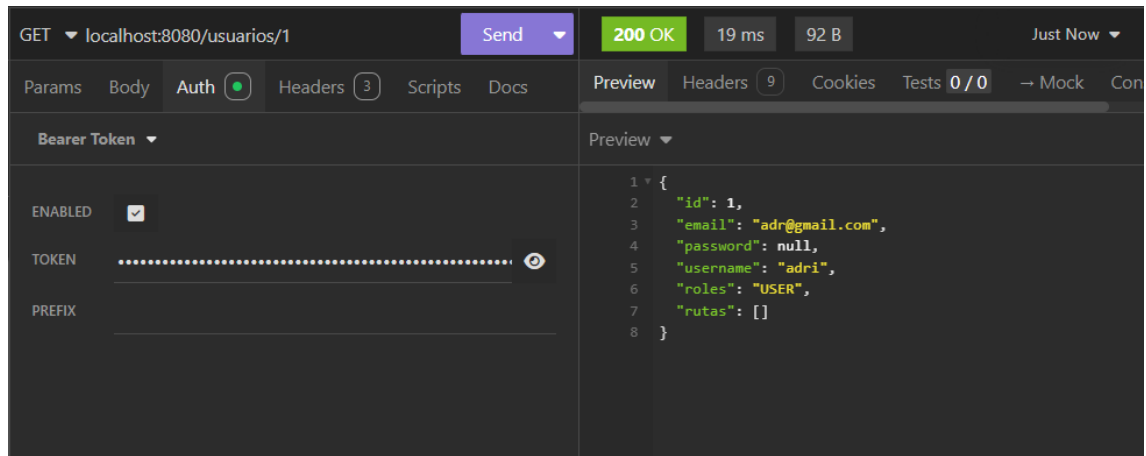 GET localhost:8080/usuarios/1 Send
200 OK 19 ms 92 B Just Now
Params Body Auth Headers 3 Scripts Docs
Preview Headers 9 Cookies Tests 0 / 0 → Mock Con
Bearer Token
Preview
ENABLED
TOKEN ••••••••••••••••••••••••••••••••••••••••••••••••••••••
PREFIX
1 {
2 "id": 1,
3 "email": "adr@gmail.com",
4 "password": null,
5 "username": "adri",
6 "roles": "USER",
7 "rutas": []
8 }